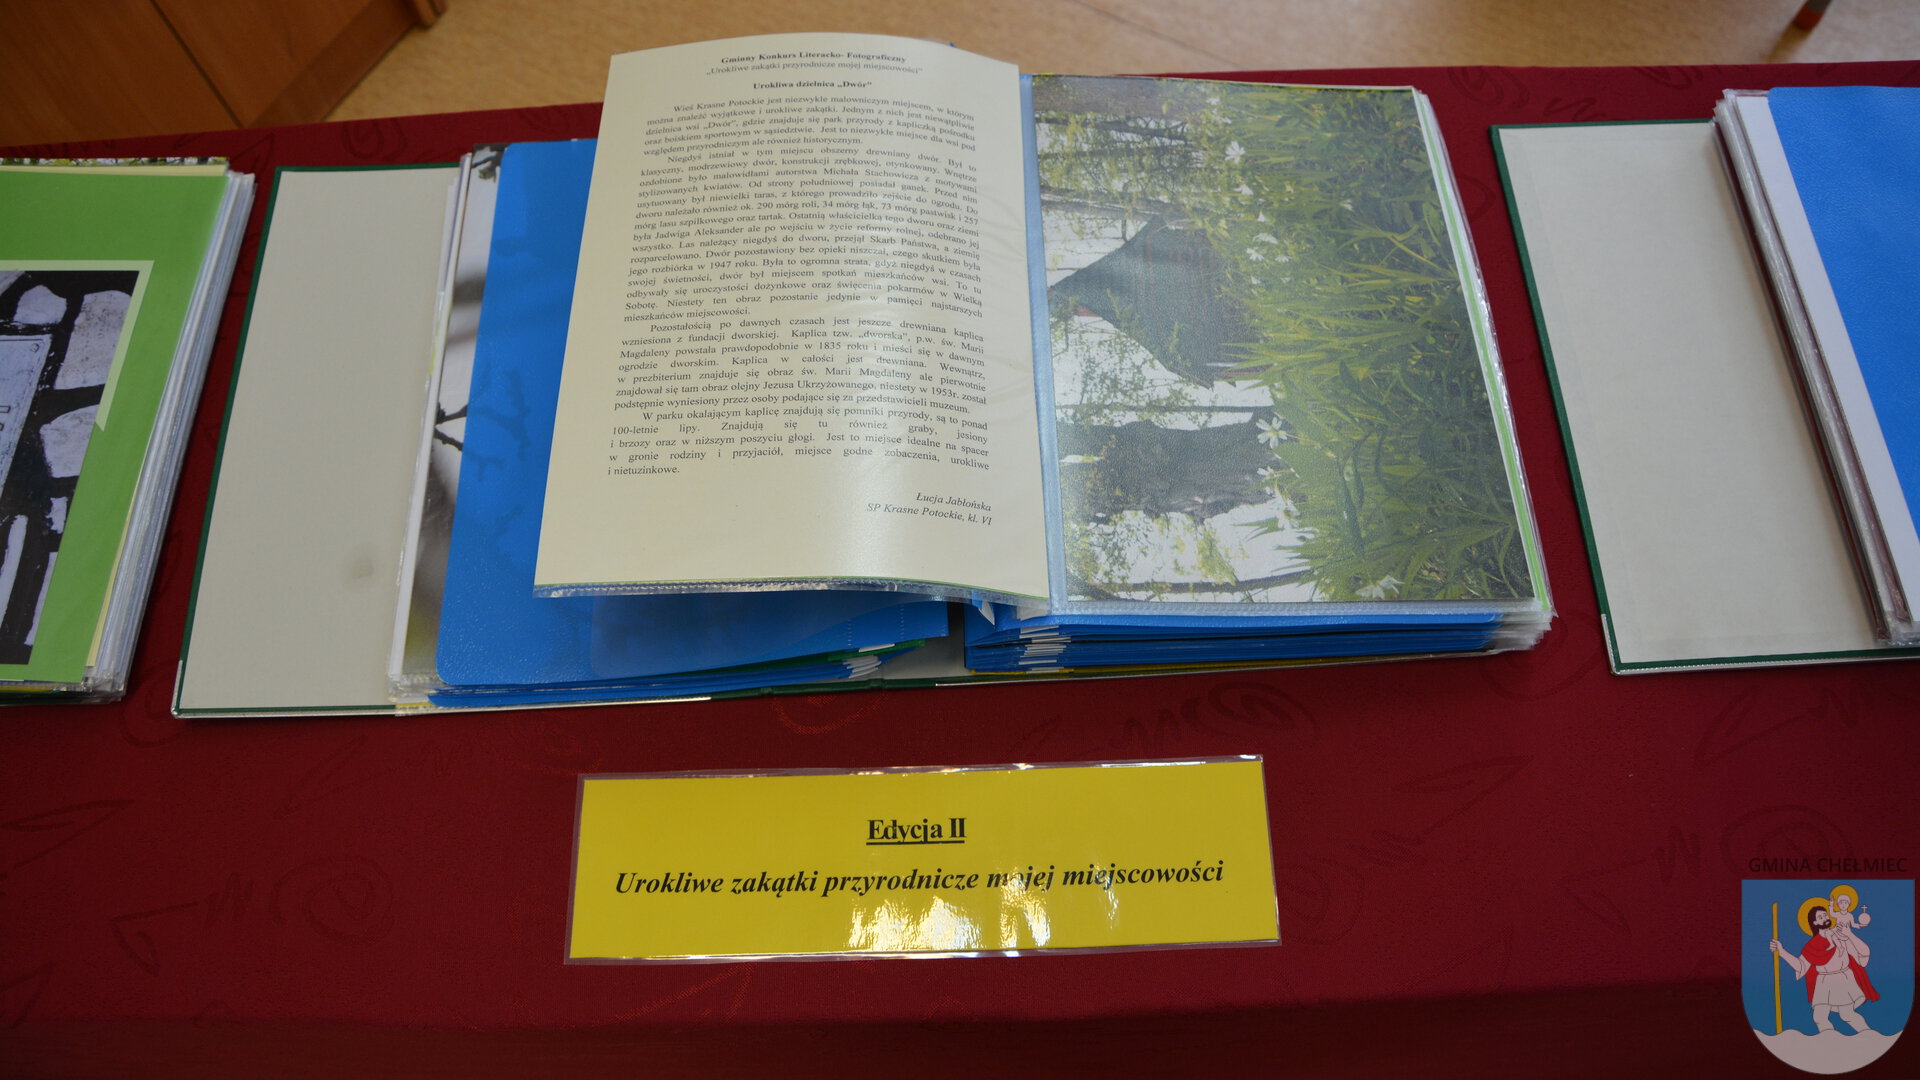 Gminny Konkurs Literacko- Fotograficzny
„Urokliwe zakątki przyrodnicze mojej miejscowości”
Urokliwa dzielnica „Dwór”
Wieś Krasne Potockie jest niezwykle malowniczym miejscem, w którym
można znaleźć wyjątkowe i urokliwe zakątki. Jednym z nich jest niewątpliwie
dzielnica wsi „Dwór”, gdzie znajduje się park przyrody z kapliczką pośrodku
oraz boiskiem sportowym w sąsiedztwie. Jest to niezwykłe miejsce dla wsi pod
względem przyrodniczym ale również historycznym.
Niegdyś istniał w tym miejscu obszerny drewniany dwór. Był to
klasyczny, modrzewiowy dwór, konstrukcji zrębkowej, otynkowany. Wnętrze
ozdobione było malowidłami autorstwa Michała Stachowicza z motywami
stylizowanych kwiatów. Od strony południowej posiadał ganek. Przed nim
usytuowany był niewielki taras, z którego prowadziło zejście do ogrodu. Do
dworu należało również ok. 290 mórg roli, 34 mórg łąk, 73 mórg pastwisk i 257
mórg lasu szpilkowego oraz tartak. Ostatnią właścicielką tego dworu oraz ziemi
była Jadwiga Aleksander ale po wejściu w życie reformy rolnej, odebrano jej
wszystko. Las należący niegdyś do dworu, przejął Skarb Państwa, a ziemię
rozparcelowano. Dwór pozostawiony bez opieki niszczał, czego skutkiem była
jego rozbiórka w 1947 roku. Była to ogromna strata, gdyż niegdyś w czasach
swojej świetności, dwór był miejscem spotkań mieszkańców wsi. To tu
odbywały się uroczystości dożynkowe oraz święcenia pokarmów w Wielką
Sobotę. Niestety ten obraz pozostanie jedynie w pamięci najstarszych
mieszkańców miejscowości.
Pozostałością po dawnych czasach jest jeszcze drewniana kaplica
wzniesiona z fundacji dworskiej. Kaplica tzw. „dworska”, p.w. św. Marii
Magdaleny powstała prawdopodobnie w 1835 roku i mieści się w dawnym
ogrodzie dworskim. Kaplica w całości jest drewniana. Wewnątrz,
w prezbiterium znajduje się obraz św. Marii Magdaleny ale pierwotnie
znajdował się tam obraz olejny Jezusa Ukrzyżowanego, niestety w 1953r. został
podstępnie wyniesiony przez osoby podające się za przedstawicieli muzeum.
W parku okalającym kaplicę znajdują się pomniki przyrody, są to ponad
100-letnie lipy. Znajdują się tu również graby, jesiony
i brzozy oraz w niższym poszyciu głogi. Jest to miejsce idealne na spacer
w gronie rodziny i przyjaciół, miejsce godne zobaczenia, urokliwe
i nietuzinkowe.
Łucja Jabłońska
SP Krasne Potockie, kl. VI
Edycja II
Urokliwe zakątki przyrodnicze mojej miejscowości
GMINA CHEŁMIEC